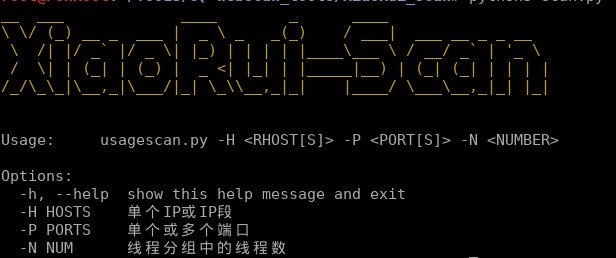 XiaoRui-Scan
Usage: usagescan.py -H <RHOST[S]> -P <PORT[S]> -N <NUMBER>
Options:
-h, --help show this help message and exit
-H HOSTS 单个IP或IP段
-P PORTS 单个或多个端口
-N NUM 线程分组中的线程数